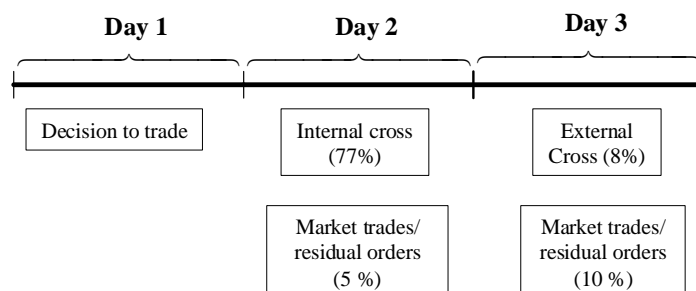 Day 1
Day 2
Day 3
Decision to trade
Internal cross
(77%)
External
Cross (8%)
Market trades/
residual orders
(5 %)
Market trades/
residual orders
(10 %)